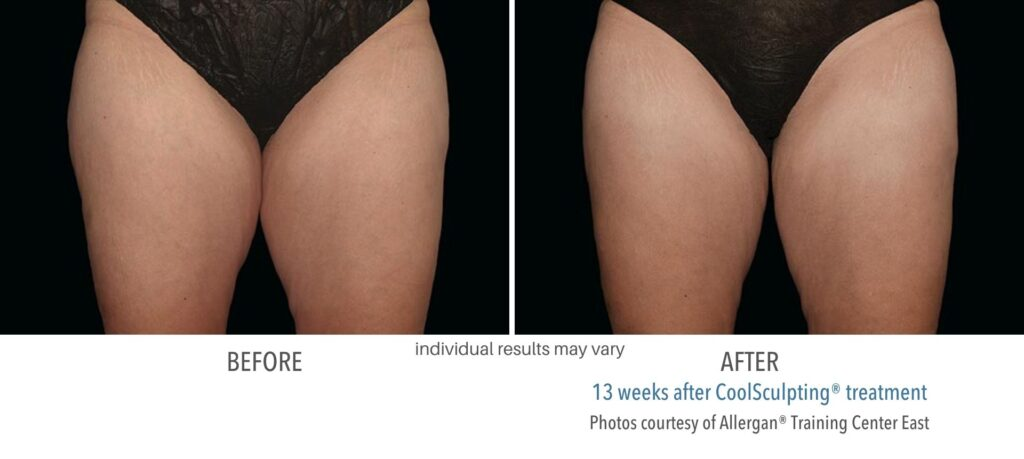 BEFORE
individual results may vary
AFTER
13 weeks after CoolSculpting® treatment
Photos courtesy of Allergan® Training Center East